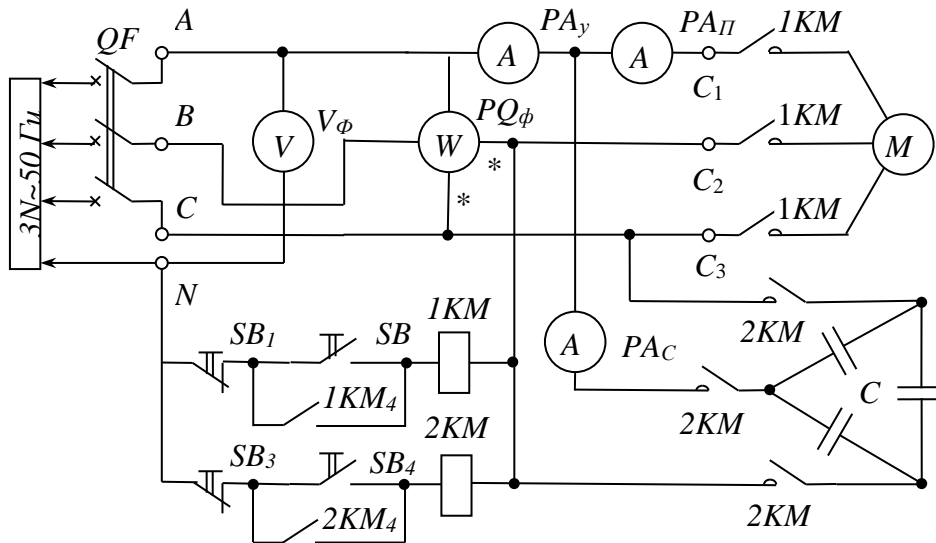 A
QF
PAу
PAП
1KM
A
A
C1
B
VФ
PQф
1KM
3N~50 Гц
V
W
*
M
C2
*
C
1KM
C3
N
SB1
SB
1KM
2KM
A
PAC
1KM4
C
2KM
2KM
SB3
SB4
2KM4
2KM